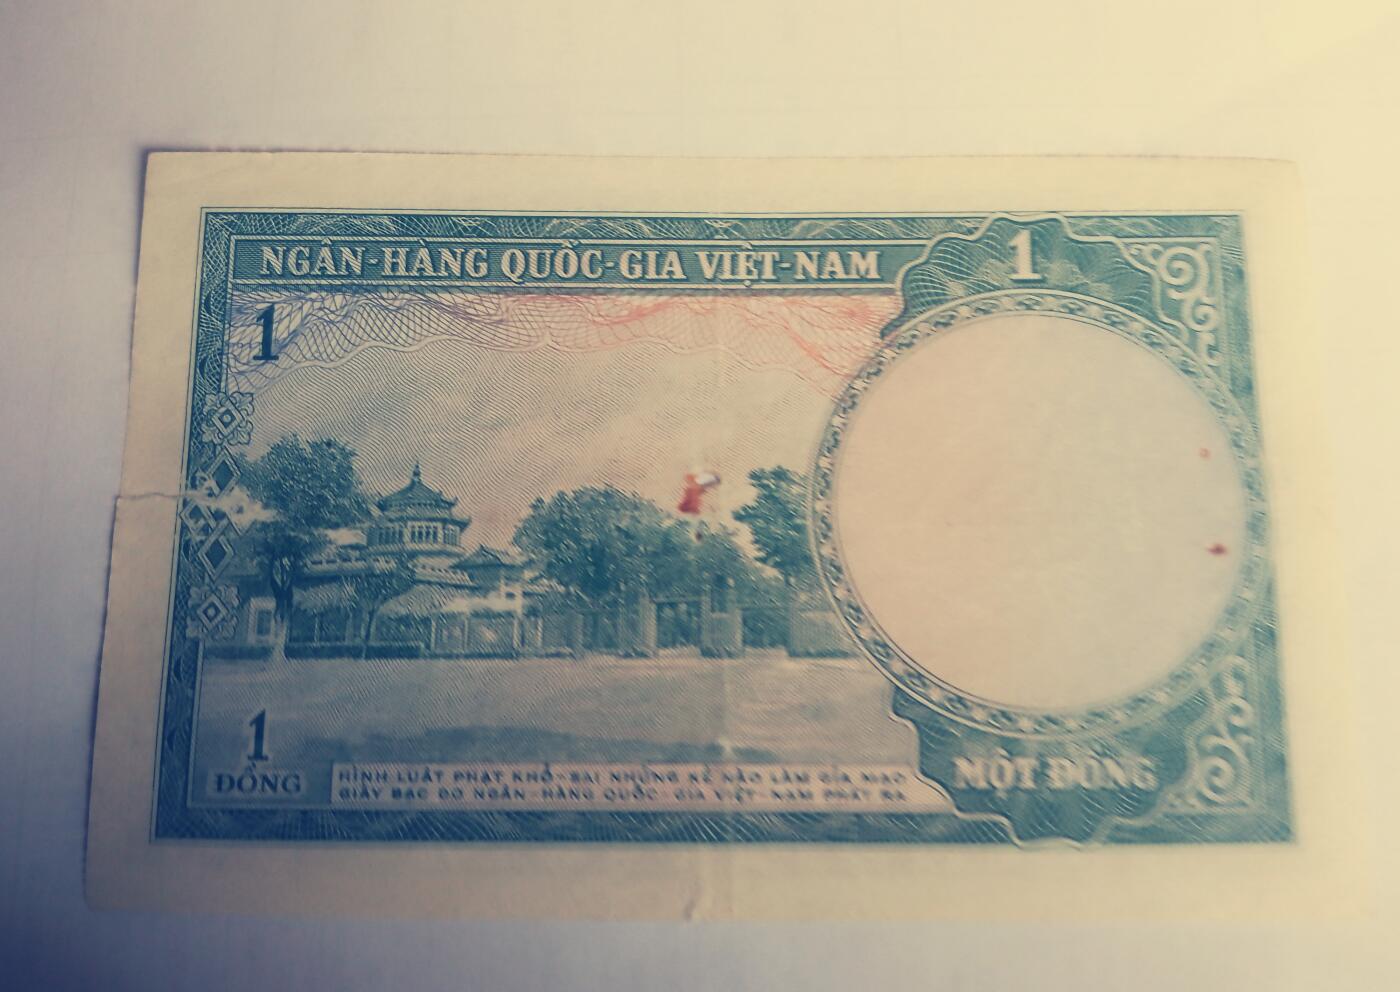 NGÂN-HÀNG QUỐC-GIA VIỆT-NAM
1
1
1
ĐỒNG
HÌNH LUẬT PHẠT KHỔ-SAI NHỮNG KẺ NÀO LÀM GIẢ MẠO
GIẤY BẠC DO NGÂN-HÀNG QUỐC-GIA VIỆT-NAM PHÁT RA
MỘT ĐỒNG